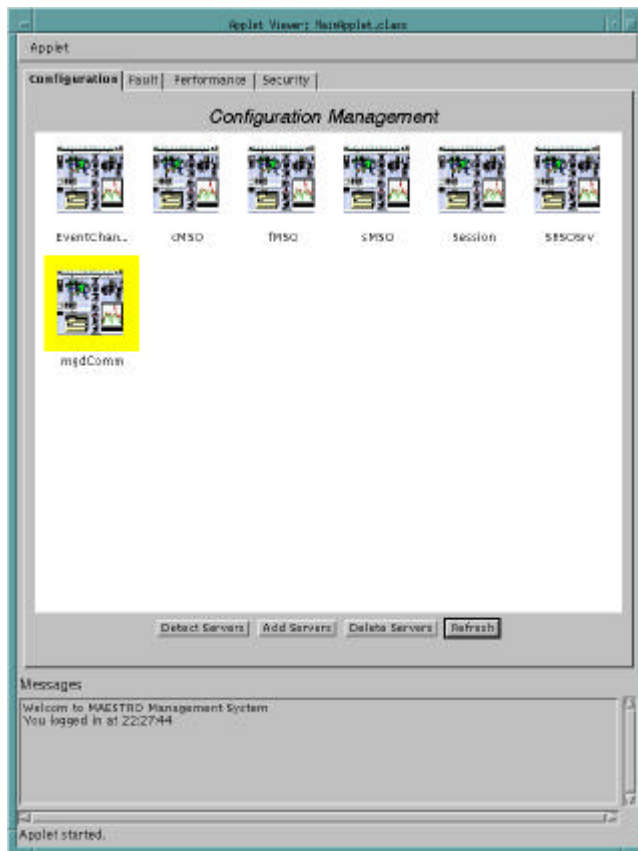 Applet Viewer: MainApplet.class
Applet
Configuration Fault Performance Security
Configuration Management
EventChan... cMSO fMSO sMSO Session
msdComm
Detect Servers Add Servers Delete Servers Refresh
Messages
Welcom to MAESTRO Management System
You logged in at 22:27:44
Applet started.